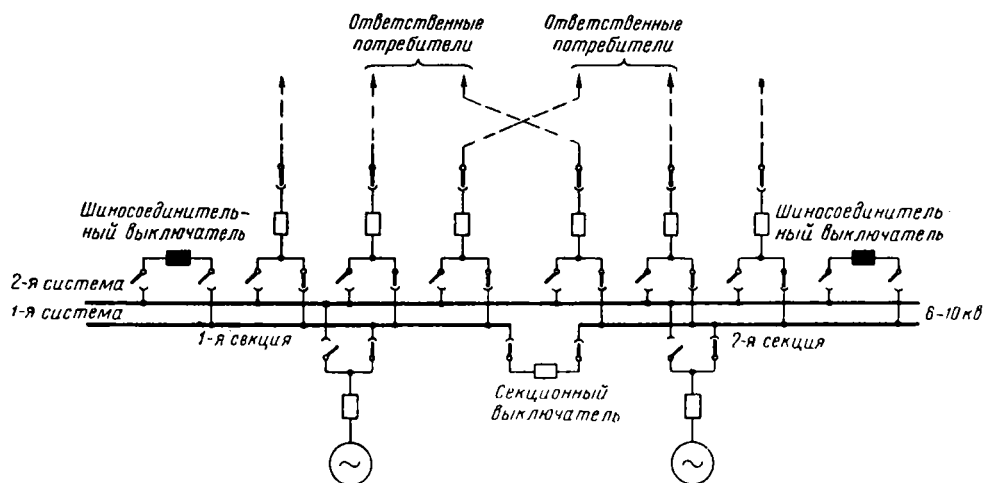 Ответственные
потребители
Ответственные
потребители
Шиносоединитель-
ный выключатель
Шиносоединитель-
ный выключатель
2-я система
1-я система
6-10 кв
1-я секция
2-я секция
Секционный
выключатель
~
~